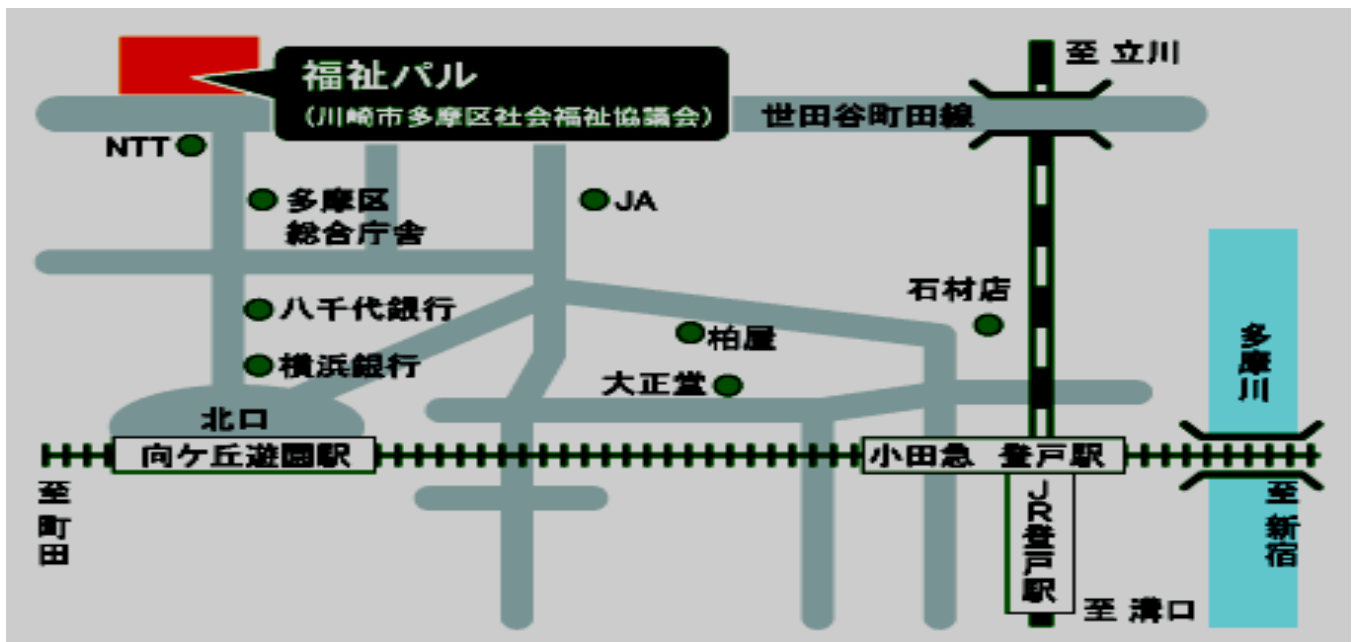 福祉パル
(川崎市多摩区社会福祉協議会)
至 立川
世田谷町田線
NTT
多摩区
総合庁舎
JA
石材店
八千代銀行
柏屋
横浜銀行
大正堂
多摩川
北口
向ケ丘遊園駅
小田急 登戸駅
至町田
JR登戸駅
至新宿
至 溝口